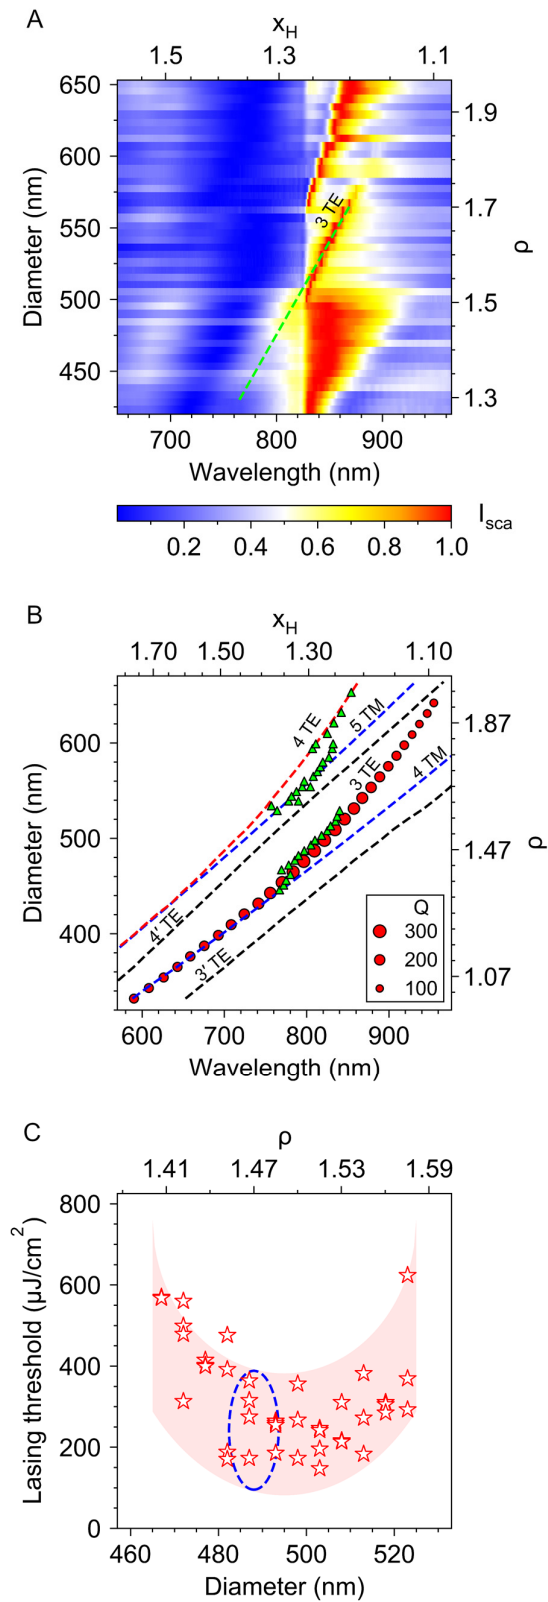 A
x_H
1.5 1.3 1.1
650
600
550
500
450
Diameter (nm)
3 TE
1.9
1.7
1.5
1.3
ρ
700 800 900
Wavelength (nm)
I_sca
0.2 0.4 0.6 0.8 1.0
B
x_H
1.70 1.50 1.30 1.10
600
500
400
Diameter (nm)
4 TE
5 TM
3 TE
4 TM
4′ TE
3′ TE
1.87
1.47
1.07
ρ
Q
300
200
100
600 700 800 900
Wavelength (nm)
C
ρ
1.41 1.47 1.53 1.59
800
600
400
200
0
Lasing threshold (μJ/cm²)
460 480 500 520
Diameter (nm)